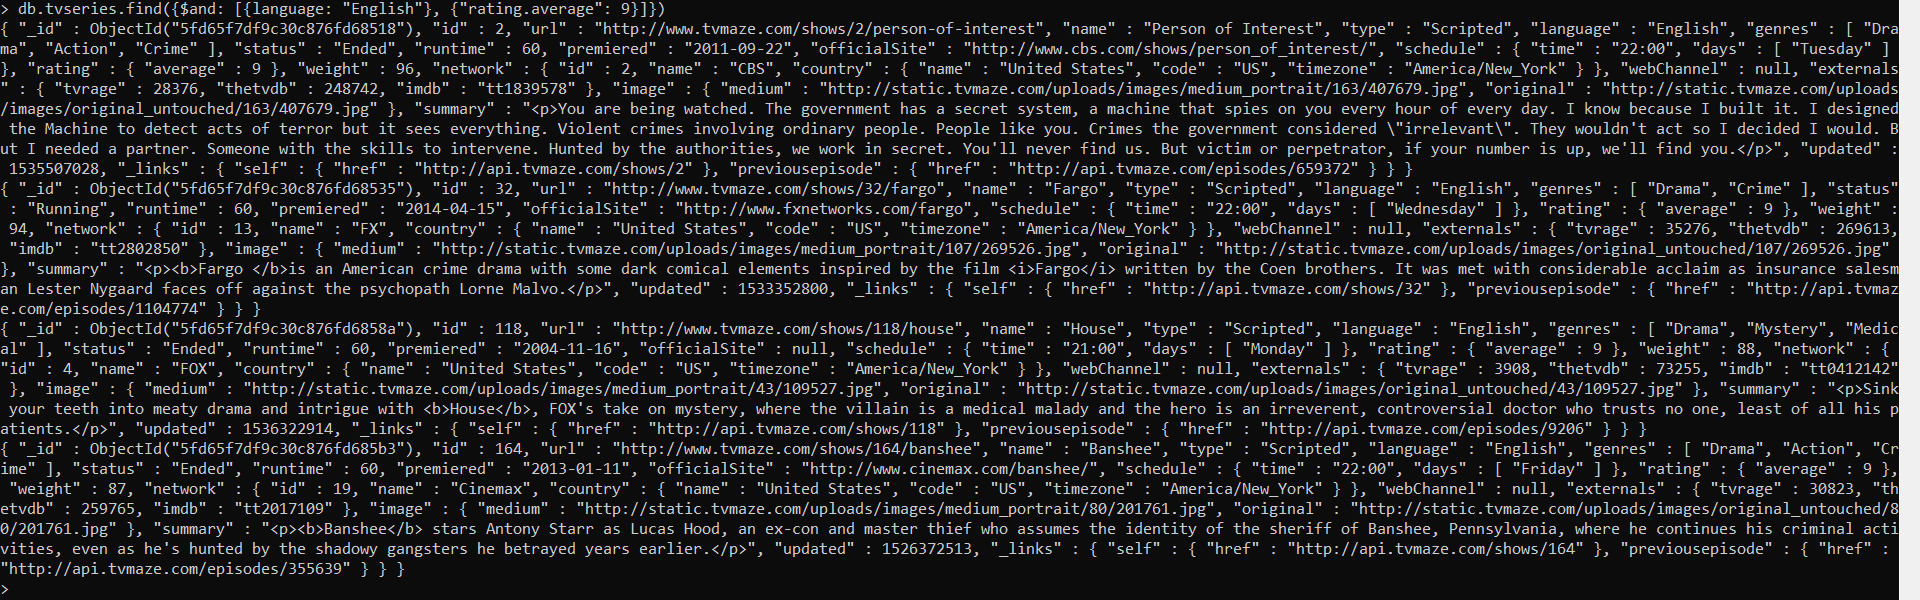 > db.tvseries.find({$and: [{language: "English"}, {"rating.average": 9}]})
{ "_id" : ObjectId("5fd65f7df9c30c876fd68518"), "id" : 2, "url" : "http://www.tvmaze.com/shows/2/person-of-interest", "name" : "Person of Interest", "type" : "Scripted", "language" : "English", "genres" : [ "Dra
ma", "Action", "Crime" ], "status" : "Ended", "runtime" : 60, "premiered" : "2011-09-22", "officialSite" : "http://www.cbs.com/shows/person_of_interest/", "schedule" : { "time" : "22:00", "days" : [ "Tuesday" ]
}, "rating" : { "average" : 9 }, "weight" : 96, "network" : { "id" : 2, "name" : "CBS", "country" : { "name" : "United States", "code" : "US", "timezone" : "America/New_York" } }, "webChannel" : null, "externals
" : { "tvrage" : 28376, "thetvdb" : 248742, "imdb" : "tt1839578" }, "image" : { "medium" : "http://static.tvmaze.com/uploads/images/medium_portrait/163/407679.jpg", "original" : "http://static.tvmaze.com/uploads
/images/original_untouched/163/407679.jpg" }, "summary" : "<p>You are being watched. The government has a secret system, a machine that spies on you every hour of every day. I know because I built it. I designed
 the Machine to detect acts of terror but it sees everything. Violent crimes involving ordinary people. People like you. Crimes the government considered \"irrelevant\". They wouldn't act so I decided I would. B
ut I needed a partner. Someone with the skills to intervene. Hunted by the authorities, we work in secret. You'll never find us. But victim or perpetrator, if your number is up, we'll find you.</p>", "updated" :
 1535507028, "_links" : { "self" : { "href" : "http://api.tvmaze.com/shows/2" }, "previousepisode" : { "href" : "http://api.tvmaze.com/episodes/659372" } } }
{ "_id" : ObjectId("5fd65f7df9c30c876fd68535"), "id" : 32, "url" : "http://www.tvmaze.com/shows/32/fargo", "name" : "Fargo", "type" : "Scripted", "language" : "English", "genres" : [ "Drama", "Crime" ], "status"
 : "Running", "runtime" : 60, "premiered" : "2014-04-15", "officialSite" : "http://www.fxnetworks.com/fargo", "schedule" : { "time" : "22:00", "days" : [ "Wednesday" ] }, "rating" : { "average" : 9 }, "weight" :
 94, "network" : { "id" : 13, "name" : "FX", "country" : { "name" : "United States", "code" : "US", "timezone" : "America/New_York" } }, "webChannel" : null, "externals" : { "tvrage" : 35276, "thetvdb" : 269613,
 "imdb" : "tt2802850" }, "image" : { "medium" : "http://static.tvmaze.com/uploads/images/medium_portrait/107/269526.jpg", "original" : "http://static.tvmaze.com/uploads/images/original_untouched/107/269526.jpg"
}, "summary" : "<p><b>Fargo </b>is an American crime drama with some dark comical elements inspired by the film <i>Fargo</i> written by the Coen brothers. It was met with considerable acclaim as insurance salesm
an Lester Nygaard faces off against the psychopath Lorne Malvo.</p>", "updated" : 1533352800, "_links" : { "self" : { "href" : "http://api.tvmaze.com/shows/32" }, "previousepisode" : { "href" : "http://api.tvmaz
e.com/episodes/1104774" } } }
{ "_id" : ObjectId("5fd65f7df9c30c876fd6858a"), "id" : 118, "url" : "http://www.tvmaze.com/shows/118/house", "name" : "House", "type" : "Scripted", "language" : "English", "genres" : [ "Drama", "Mystery", "Medic
al" ], "status" : "Ended", "runtime" : 60, "premiered" : "2004-11-16", "officialSite" : null, "schedule" : { "time" : "21:00", "days" : [ "Monday" ] }, "rating" : { "average" : 9 }, "weight" : 88, "network" : {
"id" : 4, "name" : "FOX", "country" : { "name" : "United States", "code" : "US", "timezone" : "America/New_York" } }, "webChannel" : null, "externals" : { "tvrage" : 3908, "thetvdb" : 73255, "imdb" : "tt0412142"
 }, "image" : { "medium" : "http://static.tvmaze.com/uploads/images/medium_portrait/43/109527.jpg", "original" : "http://static.tvmaze.com/uploads/images/original_untouched/43/109527.jpg" }, "summary" : "<p>Sink
 your teeth into meaty drama and intrigue with <b>House</b>, FOX's take on mystery, where the villain is a medical malady and the hero is an irreverent, controversial doctor who trusts no one, least of all his p
atients.</p>", "updated" : 1536322914, "_links" : { "self" : { "href" : "http://api.tvmaze.com/shows/118" }, "previousepisode" : { "href" : "http://api.tvmaze.com/episodes/9206" } } }
{ "_id" : ObjectId("5fd65f7df9c30c876fd685b3"), "id" : 164, "url" : "http://www.tvmaze.com/shows/164/banshee", "name" : "Banshee", "type" : "Scripted", "language" : "English", "genres" : [ "Drama", "Action", "Cr
ime" ], "status" : "Ended", "runtime" : 60, "premiered" : "2013-01-11", "officialSite" : "http://www.cinemax.com/banshee/", "schedule" : { "time" : "22:00", "days" : [ "Friday" ] }, "rating" : { "average" : 9 },
 "weight" : 87, "network" : { "id" : 19, "name" : "Cinemax", "country" : { "name" : "United States", "code" : "US", "timezone" : "America/New_York" } }, "webChannel" : null, "externals" : { "tvrage" : 30823, "th
etvdb" : 259765, "imdb" : "tt2017109" }, "image" : { "medium" : "http://static.tvmaze.com/uploads/images/medium_portrait/80/201761.jpg", "original" : "http://static.tvmaze.com/uploads/images/original_untouched/8
0/201761.jpg" }, "summary" : "<p><b>Banshee</b> stars Antony Starr as Lucas Hood, an ex-con and master thief who assumes the identity of the sheriff of Banshee, Pennsylvania, where he continues his criminal acti
vities, even as he's hunted by the shadowy gangsters he betrayed years earlier.</p>", "updated" : 1526372513, "_links" : { "self" : { "href" : "http://api.tvmaze.com/shows/164" }, "previousepisode" : { "href" :
"http://api.tvmaze.com/episodes/355639" } } }
>